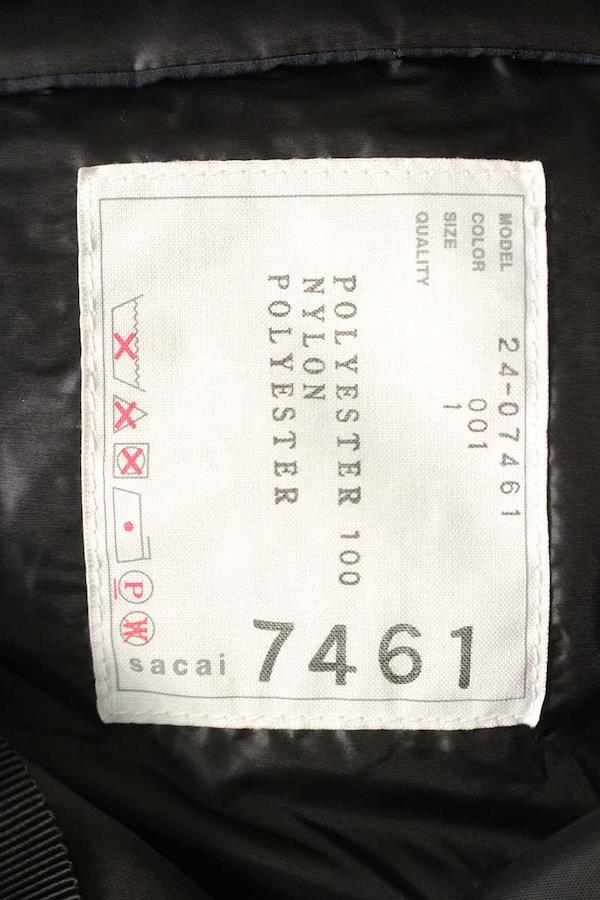 MODEL 24-07461
COLOR 001
SIZE 1
QUALITY
POLYESTER 100
NYLON
POLYESTER
P
W
sacai 7461